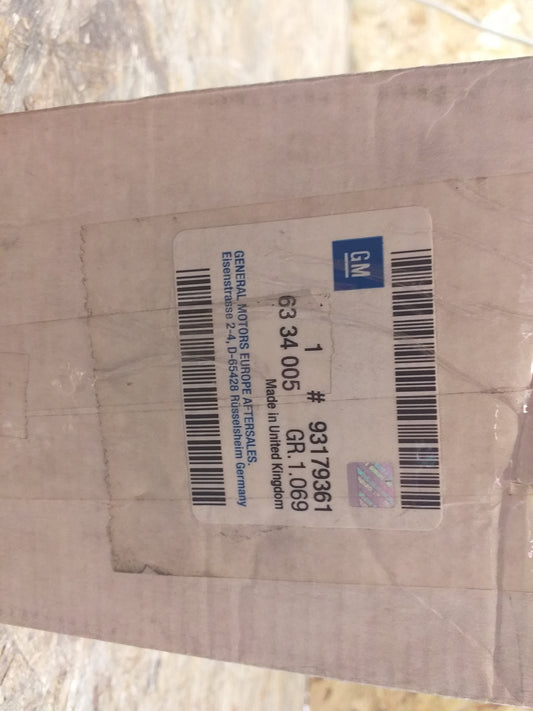 GM
1 # 93179361
63 34 005 GR.1.069
Made in United Kingdom
GENERAL MOTORS EUROPE AFTERSALES,
Eisenstrasse 2-4, D-65428 Rüsselsheim Germany